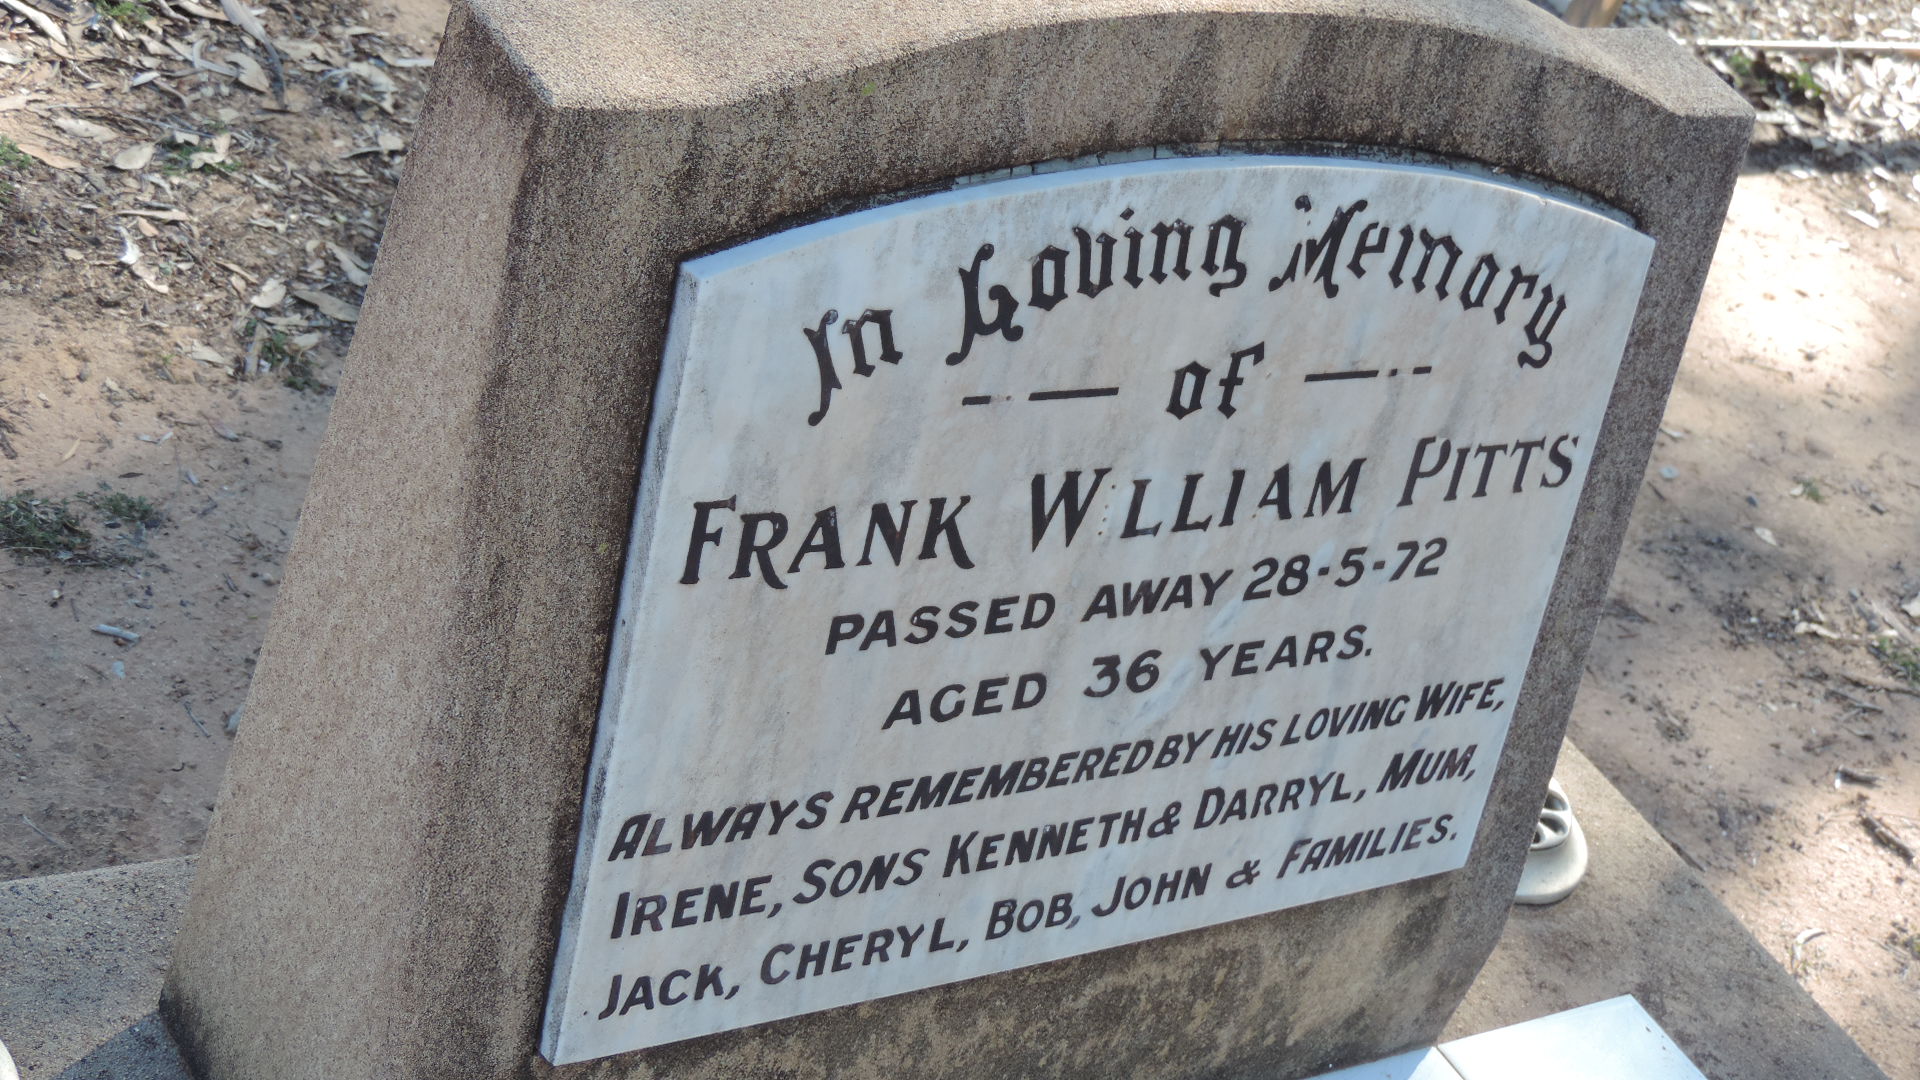 In Loving Memory
of
FRANK WILLIAM PITTS
PASSED AWAY 28-5-72
AGED 36 YEARS.
ALWAYS REMEMBERED BY HIS LOVING WIFE,
IRENE, SONS KENNETH & DARRYL, MUM,
JACK, CHERYL, BOB, JOHN & FAMILIES.